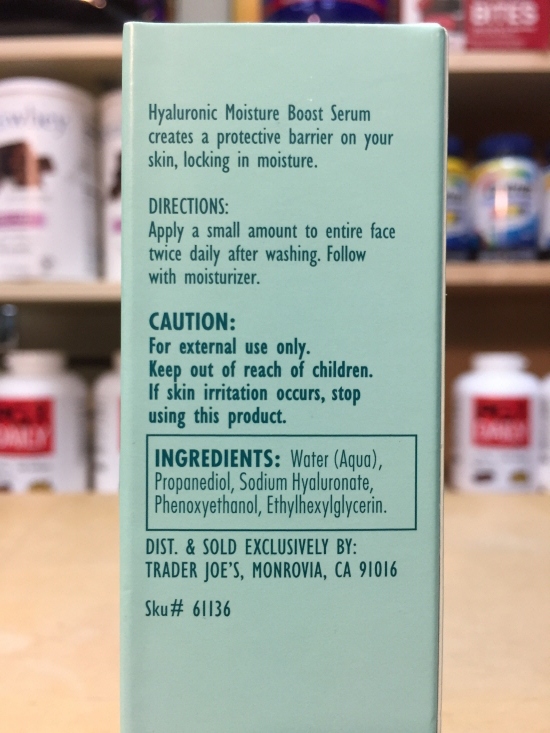 Hyaluronic Moisture Boost Serum
creates a protective barrier on your
skin, locking in moisture.
DIRECTIONS:
Apply a small amount to entire face
twice daily after washing. Follow
with moisturizer.
CAUTION:
For external use only.
Keep out of reach of children.
If skin irritation occurs, stop
using this product.
INGREDIENTS: Water (Aqua),
Propanediol, Sodium Hyaluronate,
Phenoxyethanol, Ethylhexylglycerin.
DIST. & SOLD EXCLUSIVELY BY:
TRADER JOE'S, MONROVIA, CA 91016
Sku# 61136
BITES
DAILY
DAILY